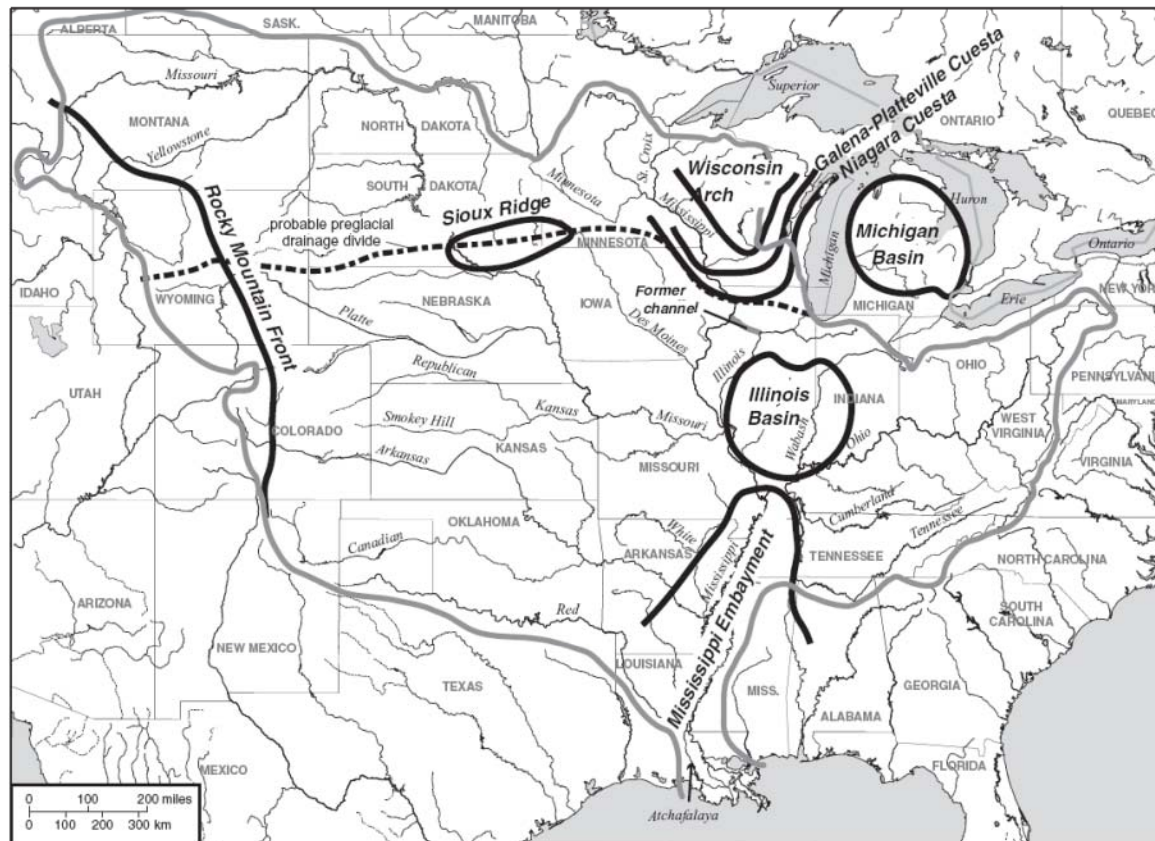 ALBERTA
SASK.
MANITOBA
Missouri
Superior
ONTARIO
QUEBEC
MONTANA
NORTH
DAKOTA
Yellowstone
St. Croix
Galena-Platteville Cuesta
Niagara Cuesta
Wisconsin
Arch
SOUTH
DAKOTA
Minnesota
Mississippi
Huron
Rocky Mountain Front
Sioux Ridge
probable preglacial
drainage divide
MINNESOTA
Michigan
Michigan
Basin
Ontario
IDAHO
WYOMING
NEBRASKA
IOWA
Former
channel
MICHIGAN
Erie
NEW YORK
Platte
Des Moines
Republican
Illinois
OHIO
PENNSYLVANI
MARYLAND
UTAH
Illinois
Basin
INDIANA
Smokey Hill
Kansas
Missouri
Wabash
Ohio
WEST
VIRGINIA
COLORADO
Arkansas
KANSAS
MISSOURI
VIRGINIA
Cumberland
Tennessee
OKLAHOMA
Canadian
White
ARKANSAS
Mississippi
TENNESSEE
NORTH CAROLINA
ARIZONA
Red
SOUTH
CAROLINA
Mississippi Embayment
NEW MEXICO
LOUISIANA
TEXAS
MISS.
GEORGIA
ALABAMA
MEXICO
FLORIDA
0 100 200 miles
0 100 200 300 km
Atchafalaya